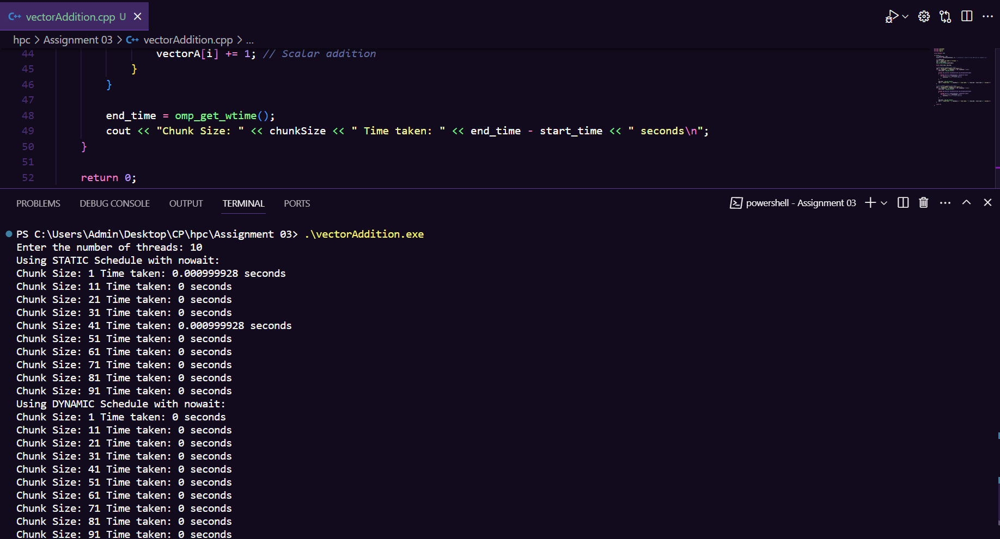 C++ vectorAddition.cpp U
hpc > Assignment 03 > C++ vectorAddition.cpp > ...
44 vectorA[i] += 1; // Scalar addition
45 }
46 }
47
48 end_time = omp_get_wtime();
49 cout << "Chunk Size: " << chunkSize << " Time taken: " << end_time - start_time << " seconds\n";
50 }
51
52 return 0;
PROBLEMS DEBUG CONSOLE OUTPUT TERMINAL PORTS powershell - Assignment 03
PS C:\Users\Admin\Desktop\CP\hpc\Assignment 03> .\vectorAddition.exe
Enter the number of threads: 10
Using STATIC Schedule with nowait:
Chunk Size: 1 Time taken: 0.000999928 seconds
Chunk Size: 11 Time taken: 0 seconds
Chunk Size: 21 Time taken: 0 seconds
Chunk Size: 31 Time taken: 0 seconds
Chunk Size: 41 Time taken: 0.000999928 seconds
Chunk Size: 51 Time taken: 0 seconds
Chunk Size: 61 Time taken: 0 seconds
Chunk Size: 71 Time taken: 0 seconds
Chunk Size: 81 Time taken: 0 seconds
Chunk Size: 91 Time taken: 0 seconds
Using DYNAMIC Schedule with nowait:
Chunk Size: 1 Time taken: 0 seconds
Chunk Size: 11 Time taken: 0 seconds
Chunk Size: 21 Time taken: 0 seconds
Chunk Size: 31 Time taken: 0 seconds
Chunk Size: 41 Time taken: 0 seconds
Chunk Size: 51 Time taken: 0 seconds
Chunk Size: 61 Time taken: 0 seconds
Chunk Size: 71 Time taken: 0 seconds
Chunk Size: 81 Time taken: 0 seconds
Chunk Size: 91 Time taken: 0 seconds